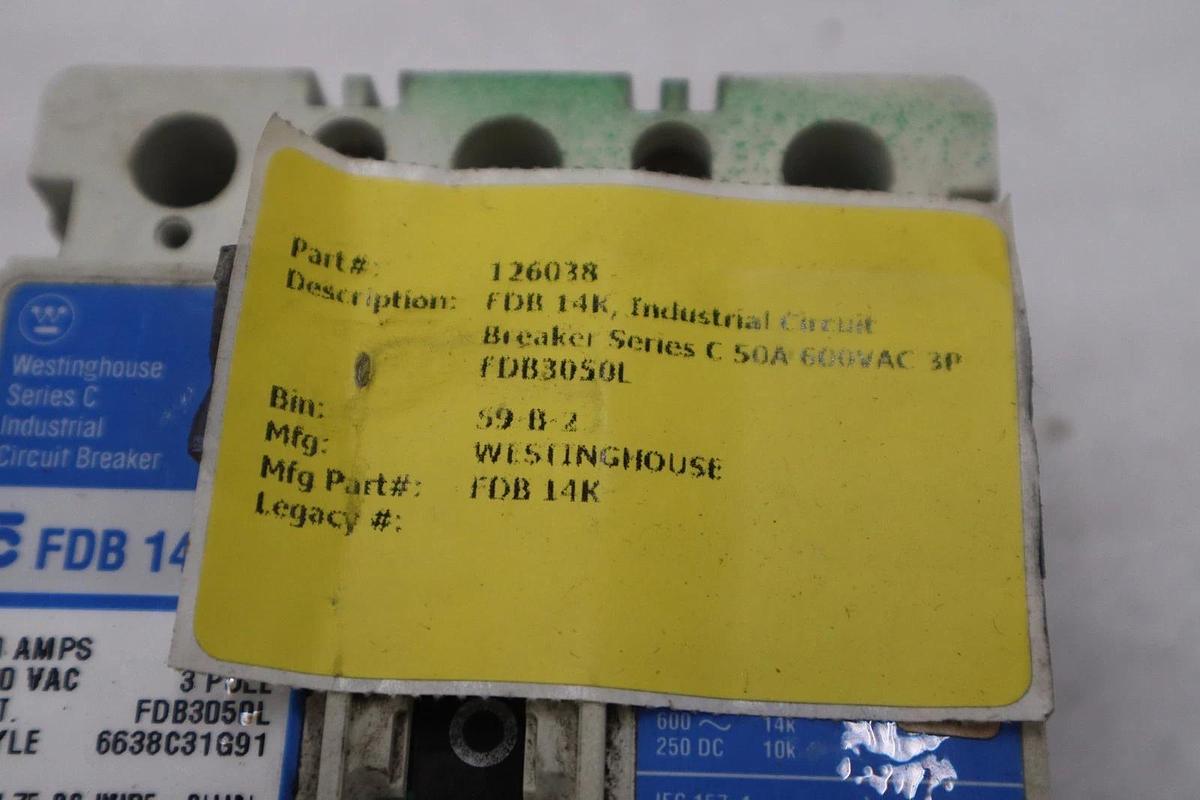 Part#: 126038
Description: FDB 14K, Industrial Circuit
Breaker Series C 50A 600VAC 3P
FDB3050L
Bin: S9-B-2
Mfg: WESTINGHOUSE
Mfg Part#: FDB 14K
Legacy #:
Westinghouse
Series C
Industrial
Circuit Breaker
FDB 14
AMPS
0 VAC
3 POLE
FDB3050L
6638C31G91
600 ~ 14k
250 DC 10k